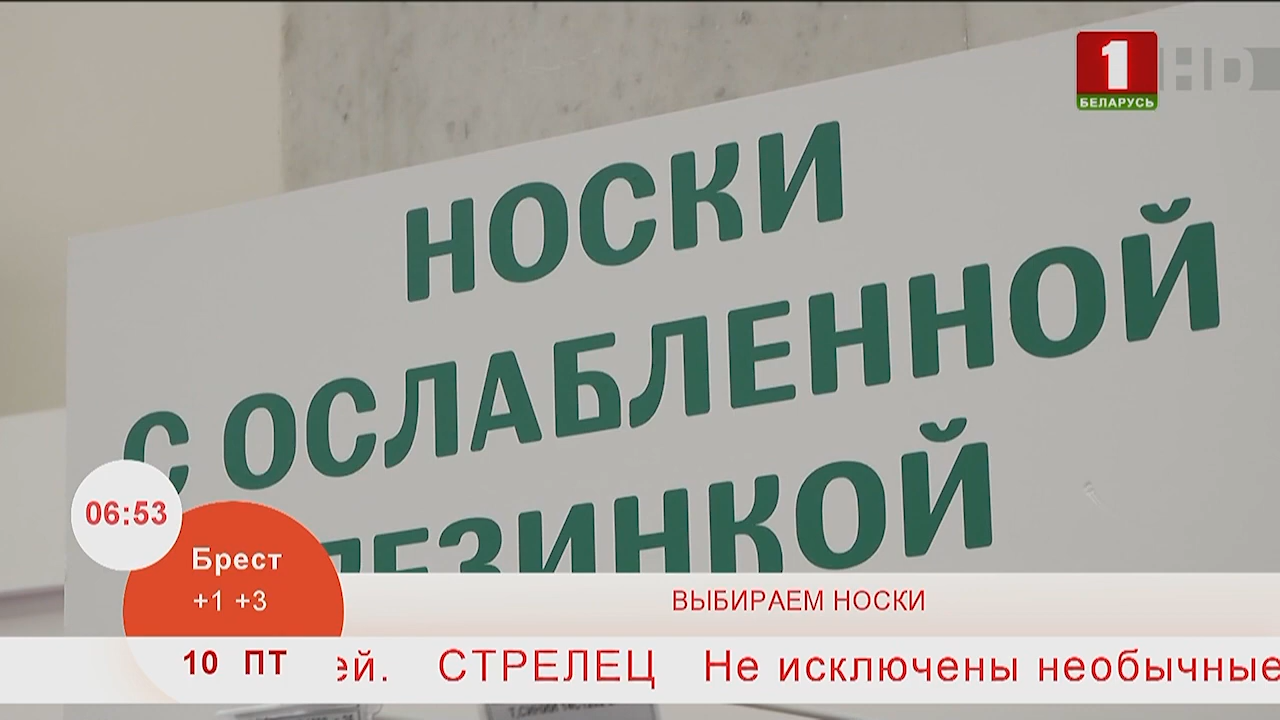 1 HD
БЕЛАРУСЬ
НОСКИ
С ОСЛАБЛЕННОЙ
06:53
Брест
+1 +3
ВЫБИРАЕМ НОСКИ
10 ПТ
ей. СТРЕЛЕЦ Не исключены необычные